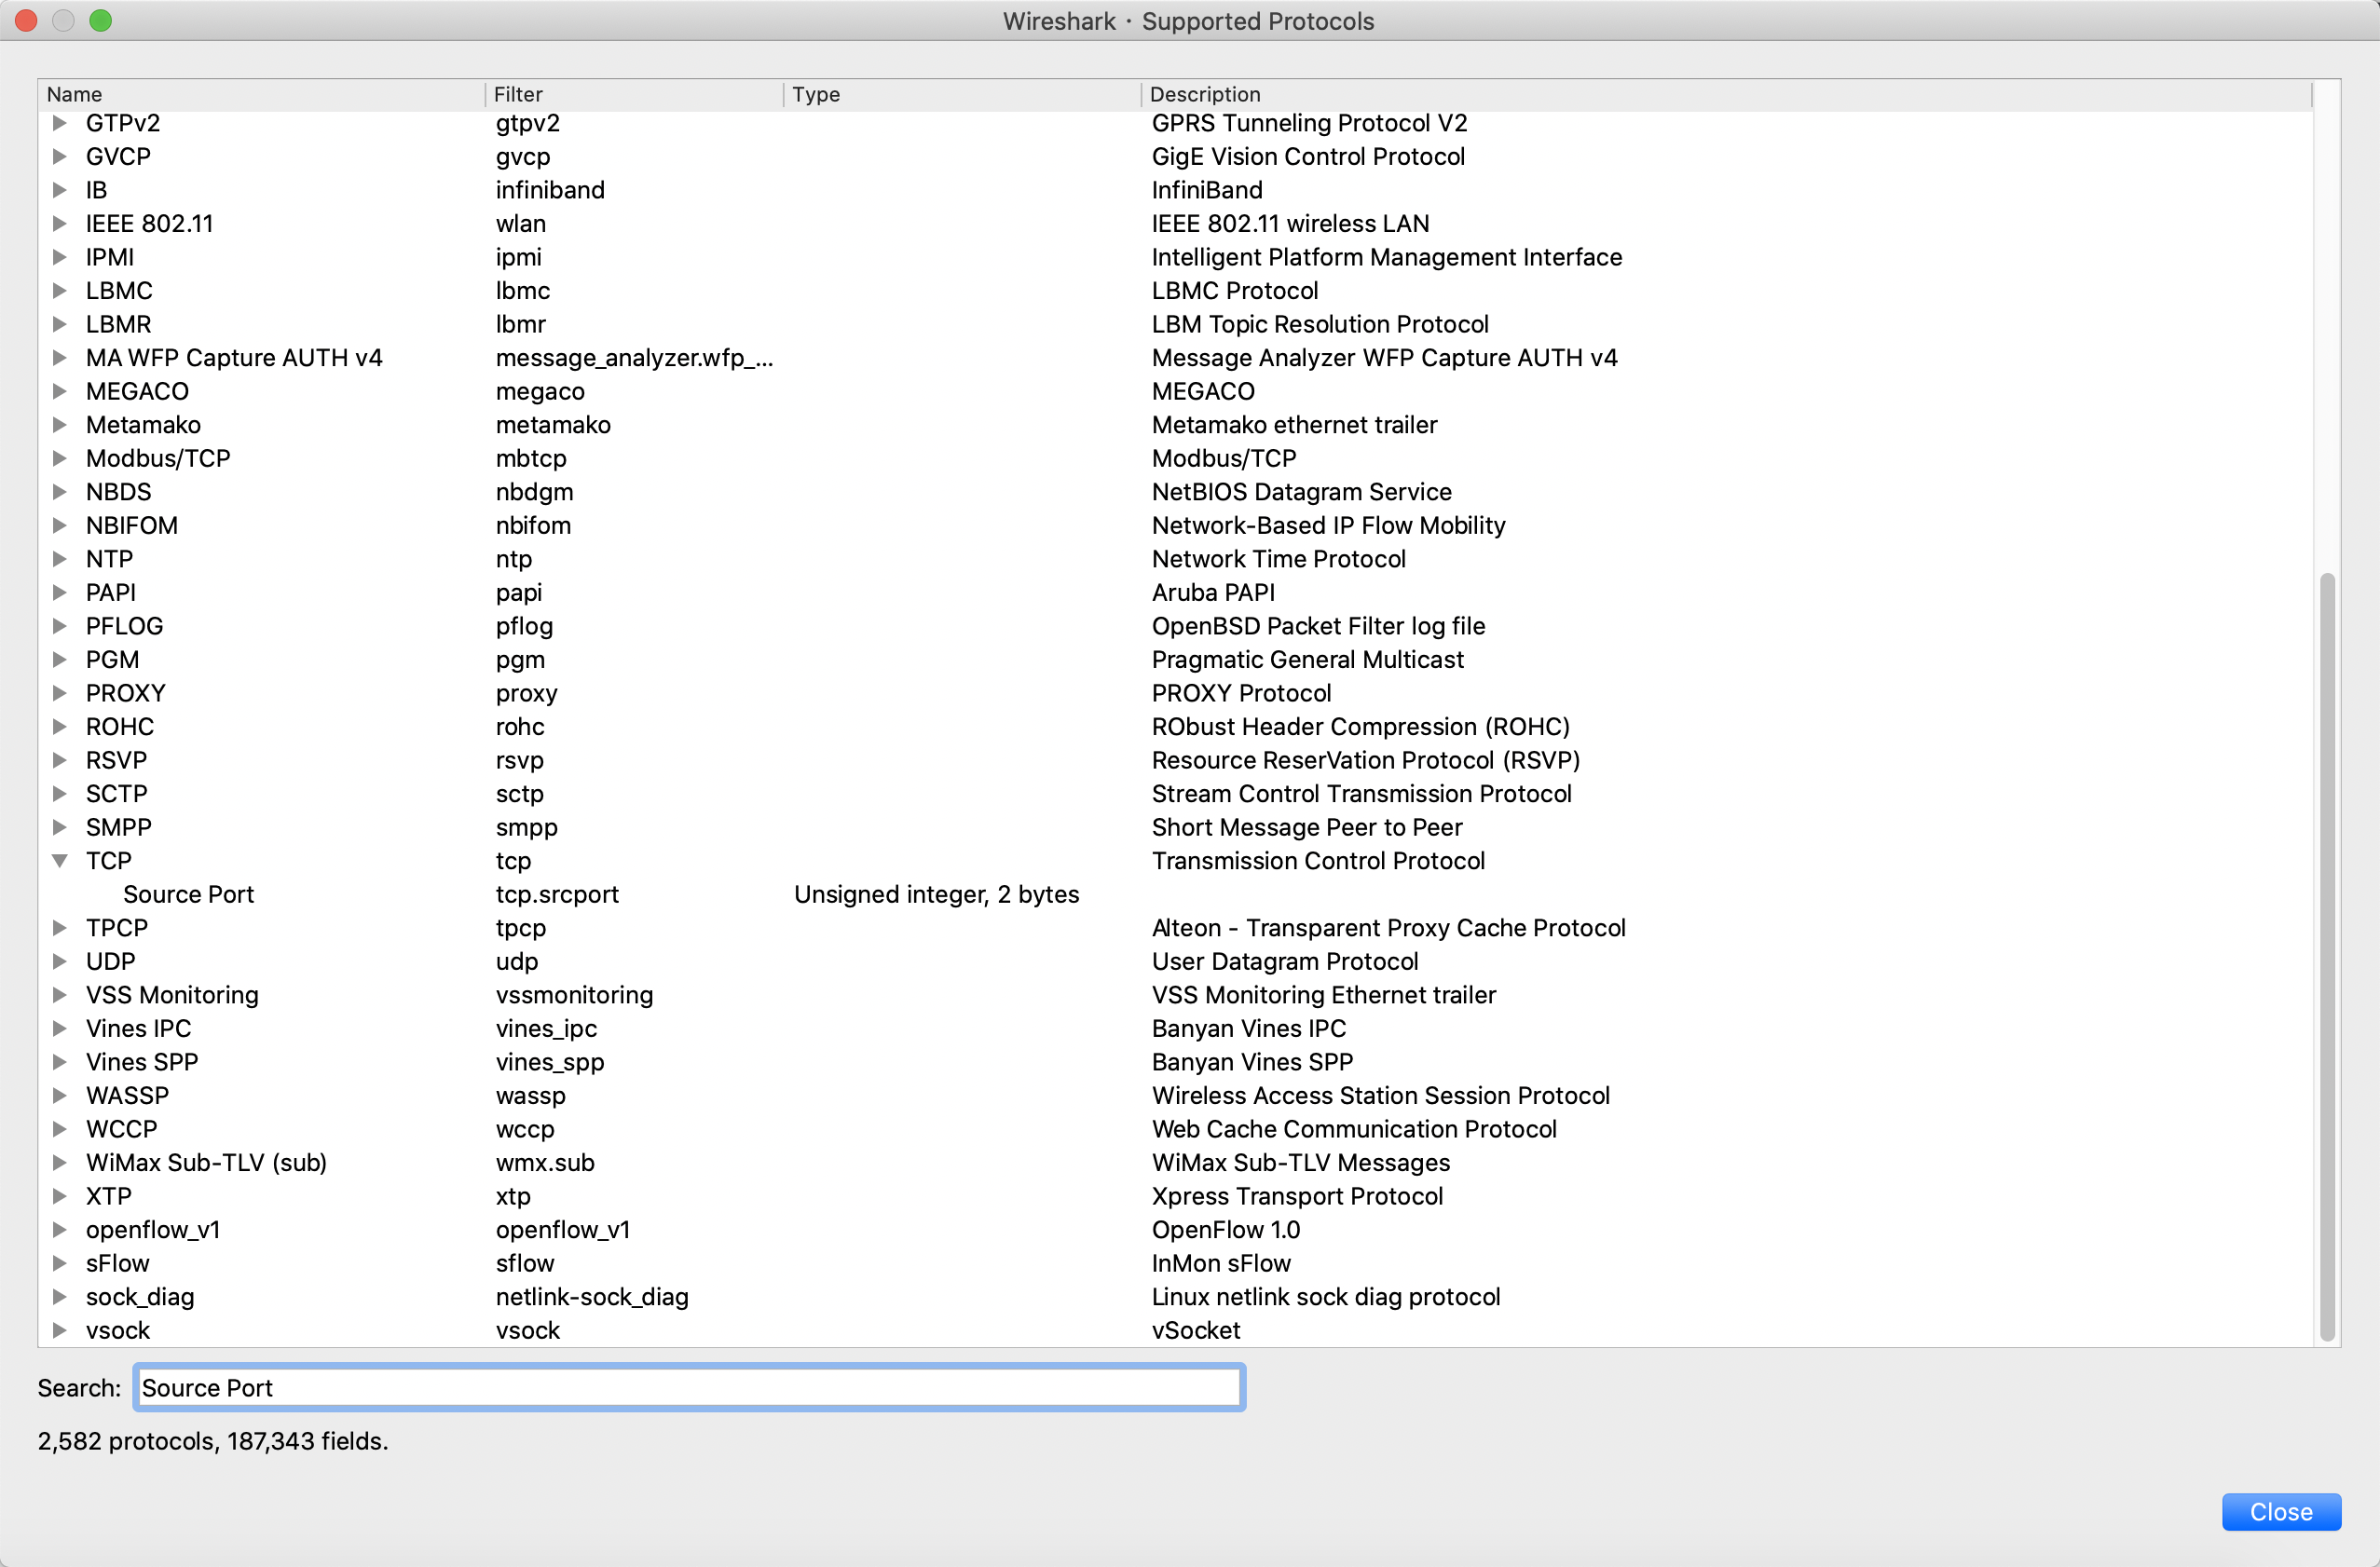 Wireshark · Supported Protocols
Name Filter Type Description
GTPv2 gtpv2 GPRS Tunneling Protocol V2
GVCP gvcp GigE Vision Control Protocol
IB infiniband InfiniBand
IEEE 802.11 wlan IEEE 802.11 wireless LAN
IPMI ipmi Intelligent Platform Management Interface
LBMC lbmc LBMC Protocol
LBMR lbmr LBM Topic Resolution Protocol
MA WFP Capture AUTH v4 message_analyzer.wfp_... Message Analyzer WFP Capture AUTH v4
MEGACO megaco MEGACO
Metamako metamako Metamako ethernet trailer
Modbus/TCP mbtcp Modbus/TCP
NBDS nbdgm NetBIOS Datagram Service
NBIFOM nbifom Network-Based IP Flow Mobility
NTP ntp Network Time Protocol
PAPI papi Aruba PAPI
PFLOG pflog OpenBSD Packet Filter log file
PGM pgm Pragmatic General Multicast
PROXY proxy PROXY Protocol
ROHC rohc RObust Header Compression (ROHC)
RSVP rsvp Resource ReserVation Protocol (RSVP)
SCTP sctp Stream Control Transmission Protocol
SMPP smpp Short Message Peer to Peer
TCP tcp Transmission Control Protocol
Source Port tcp.srcport Unsigned integer, 2 bytes
TPCP tpcp Alteon - Transparent Proxy Cache Protocol
UDP udp User Datagram Protocol
VSS Monitoring vssmonitoring VSS Monitoring Ethernet trailer
Vines IPC vines_ipc Banyan Vines IPC
Vines SPP vines_spp Banyan Vines SPP
WASSP wassp Wireless Access Station Session Protocol
WCCP wccp Web Cache Communication Protocol
WiMax Sub-TLV (sub) wmx.sub WiMax Sub-TLV Messages
XTP xtp Xpress Transport Protocol
openflow_v1 openflow_v1 OpenFlow 1.0
sFlow sflow InMon sFlow
sock_diag netlink-sock_diag Linux netlink sock diag protocol
vsock vsock vSocket
Search: Source Port
2,582 protocols, 187,343 fields.
Close